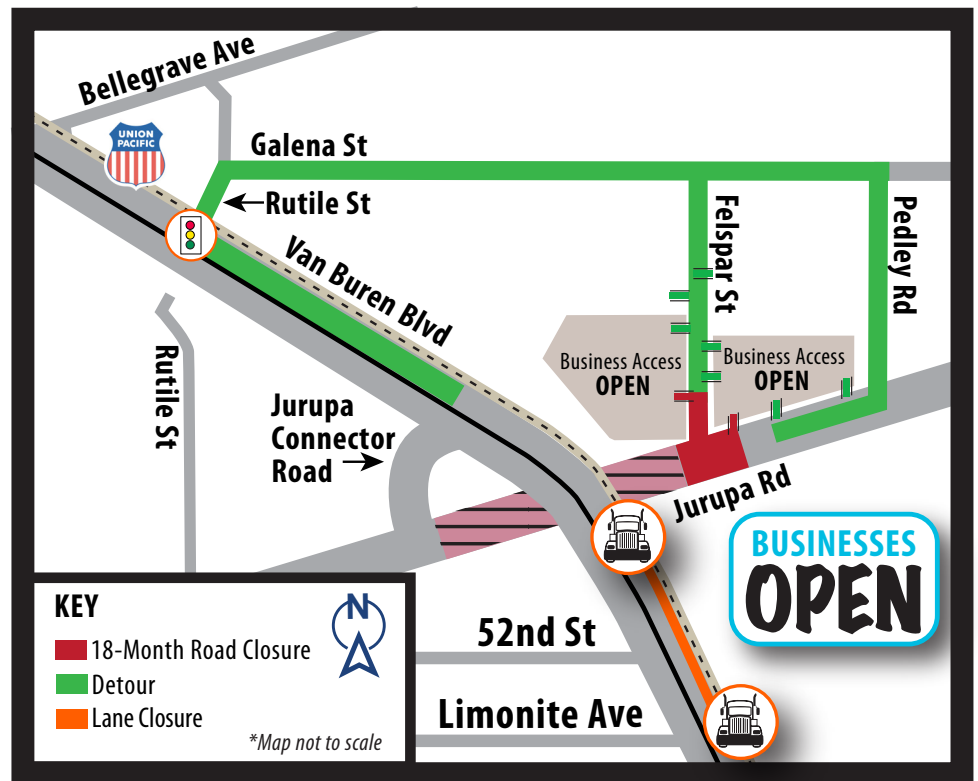 Bellegrave Ave
UNION
PACIFIC
Galena St
Rutile St
Van Buren Blvd
Felspar St
Pedley Rd
Business Access
OPEN
Business Access
OPEN
Rutile St
Jurupa
Connector
Road
Jurupa Rd
BUSINESSES
OPEN
52nd St
Limonite Ave
KEY
N
18-Month Road Closure
Detour
Lane Closure
*Map not to scale